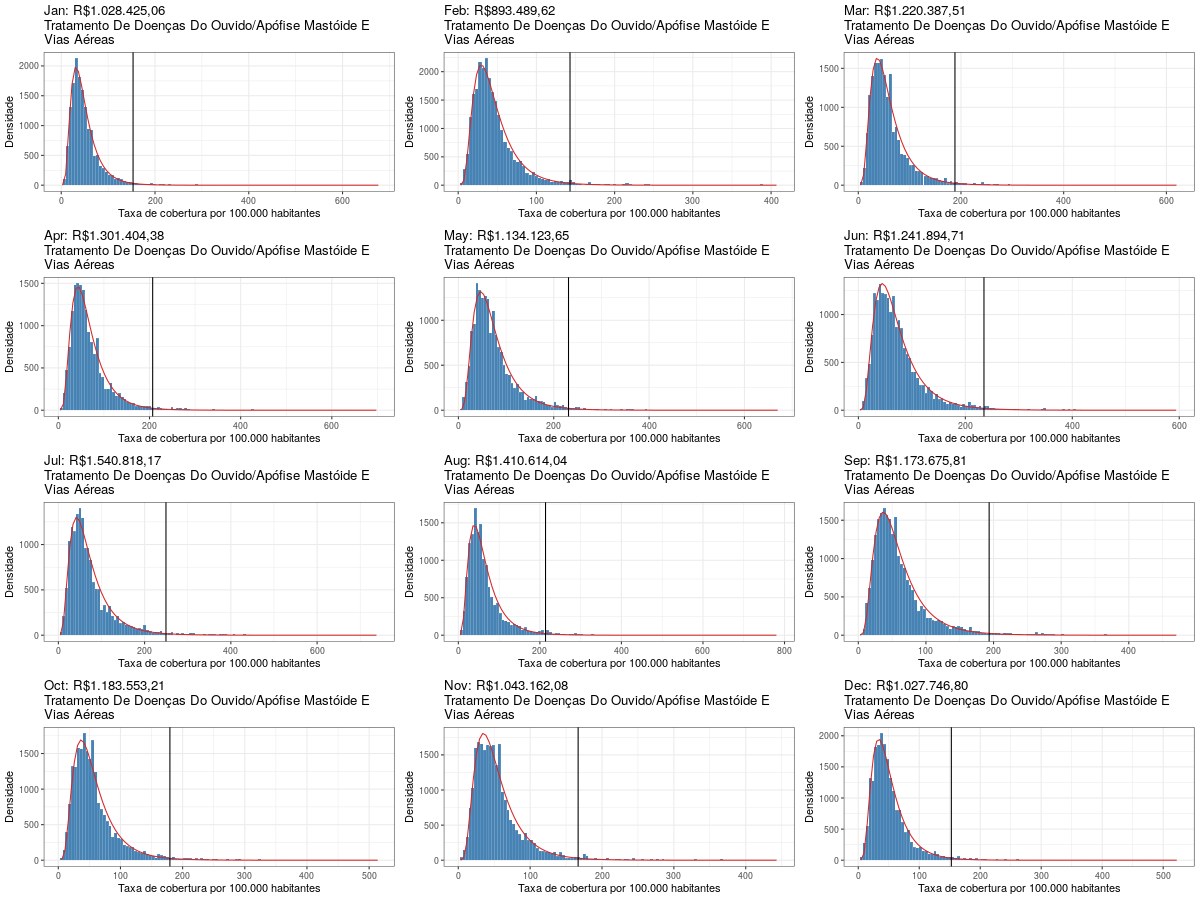 Jan: R$1.028.425,06
Tratamento De Doenças Do Ouvido/Apófise Mastóide E
Vias Aéreas
Densidade
2000
1500
1000
500
0
0
200
400
600
Taxa de cobertura por 100.000 habitantes
Feb: R$893.489,62
Tratamento De Doenças Do Ouvido/Apófise Mastóide E
Vias Aéreas
Densidade
2000
1500
1000
500
0
0
100
200
300
400
Taxa de cobertura por 100.000 habitantes
Mar: R$1.220.387,51
Tratamento De Doenças Do Ouvido/Apófise Mastóide E
Vias Aéreas
Densidade
1500
1000
500
0
0
200
400
600
Taxa de cobertura por 100.000 habitantes
Apr: R$1.301.404,38
Tratamento De Doenças Do Ouvido/Apófise Mastóide E
Vias Aéreas
Densidade
1500
1000
500
0
0
200
400
600
Taxa de cobertura por 100.000 habitantes
May: R$1.134.123,65
Tratamento De Doenças Do Ouvido/Apófise Mastóide E
Vias Aéreas
Densidade
1000
500
0
0
200
400
600
Taxa de cobertura por 100.000 habitantes
Jun: R$1.241.894,71
Tratamento De Doenças Do Ouvido/Apófise Mastóide E
Vias Aéreas
Densidade
1000
500
0
0
200
400
Taxa de cobertura por 100.000 habitantes
Jul: R$1.540.818,17
Tratamento De Doenças Do Ouvido/Apófise Mastóide E
Vias Aéreas
Densidade
1000
500
0
0
200
400
600
Taxa de cobertura por 100.000 habitantes
Aug: R$1.410.614,04
Tratamento De Doenças Do Ouvido/Apófise Mastóide E
Vias Aéreas
Densidade
1500
1000
500
0
0
200
400
600
800
Taxa de cobertura por 100.000 habitantes
Sep: R$1.173.675,81
Tratamento De Doenças Do Ouvido/Apófise Mastóide E
Vias Aéreas
Densidade
1500
1000
500
0
0
100
200
300
400
Taxa de cobertura por 100.000 habitantes
Oct: R$1.183.553,21
Tratamento De Doenças Do Ouvido/Apófise Mastóide E
Vias Aéreas
Densidade
1500
1000
500
0
0
100
200
300
400
500
Taxa de cobertura por 100.000 habitantes
Nov: R$1.043.162,08
Tratamento De Doenças Do Ouvido/Apófise Mastóide E
Vias Aéreas
Densidade
1500
1000
500
0
0
100
200
300
400
Taxa de cobertura por 100.000 habitantes
Dec: R$1.027.746,80
Tratamento De Doenças Do Ouvido/Apófise Mastóide E
Vias Aéreas
Densidade
2000
1500
1000
500
0
0
100
200
300
400
500
Taxa de cobertura por 100.000 habitantes